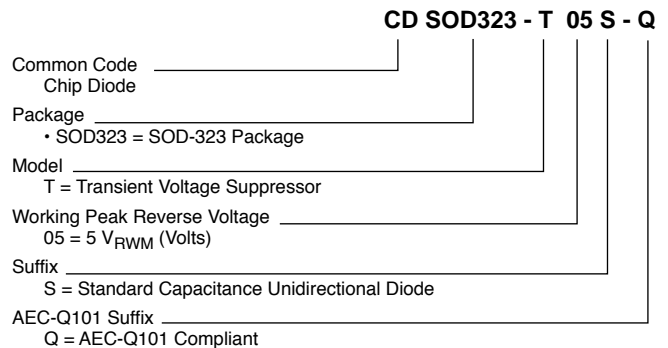 CD SOD323 - T 05 S - Q
Common Code
Chip Diode
Package
• SOD323 = SOD-323 Package
Model
T = Transient Voltage Suppressor
Working Peak Reverse Voltage
05 = 5 VRWM (Volts)
Suffix
S = Standard Capacitance Unidirectional Diode
AEC-Q101 Suffix
Q = AEC-Q101 Compliant